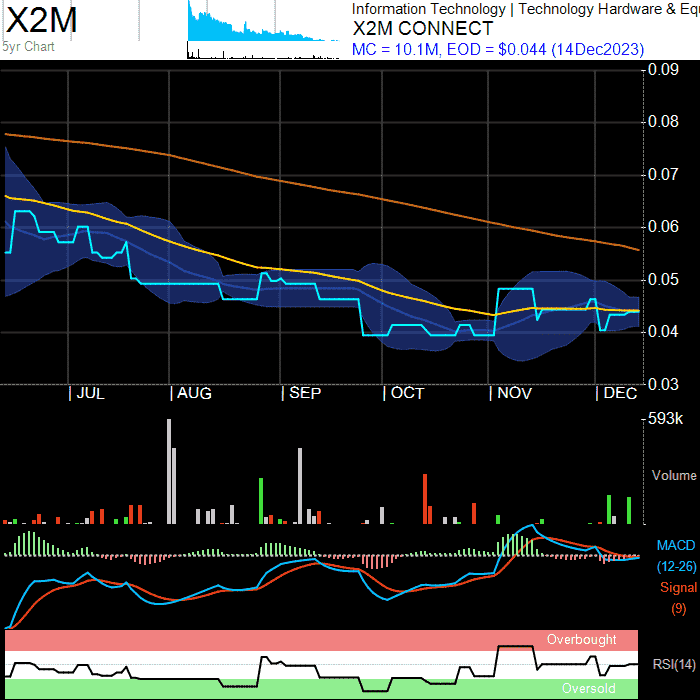 X2M
5yr Chart
Information Technology | Technology Hardware & Equ
X2M CONNECT
MC = 10.1M, EOD = $0.044 (14Dec2023)
0.09
0.08
0.07
0.06
0.05
0.04
0.03
JUL AUG SEP OCT NOV DEC
593k
Volume
MACD
(12-26)
Signal
(9)
Overbought
RSI(14)
Oversold